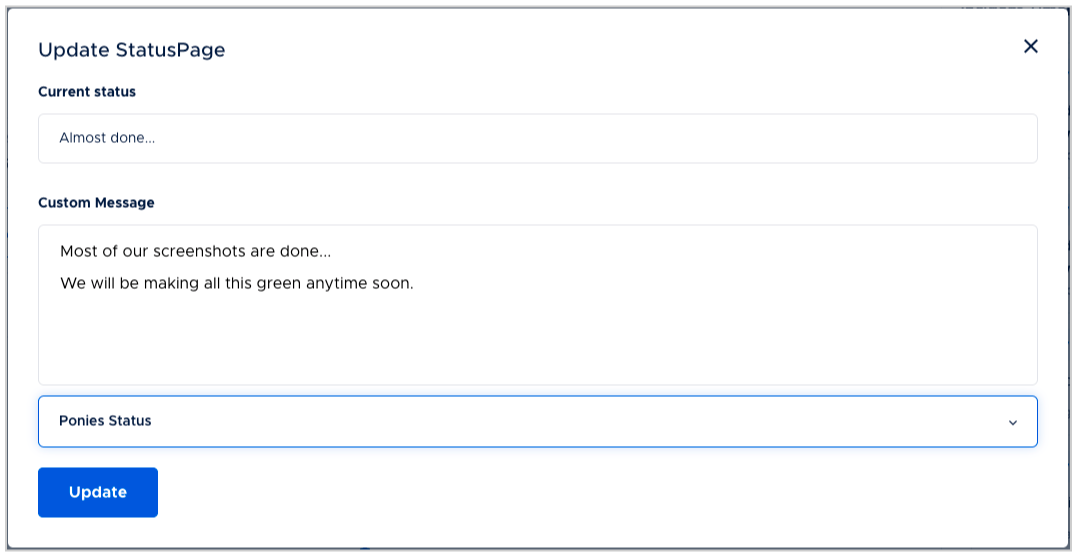 Update StatusPage
Current status
Almost done...
Custom Message
Most of our screenshots are done...
We will be making all this green anytime soon.
Ponies Status
Update